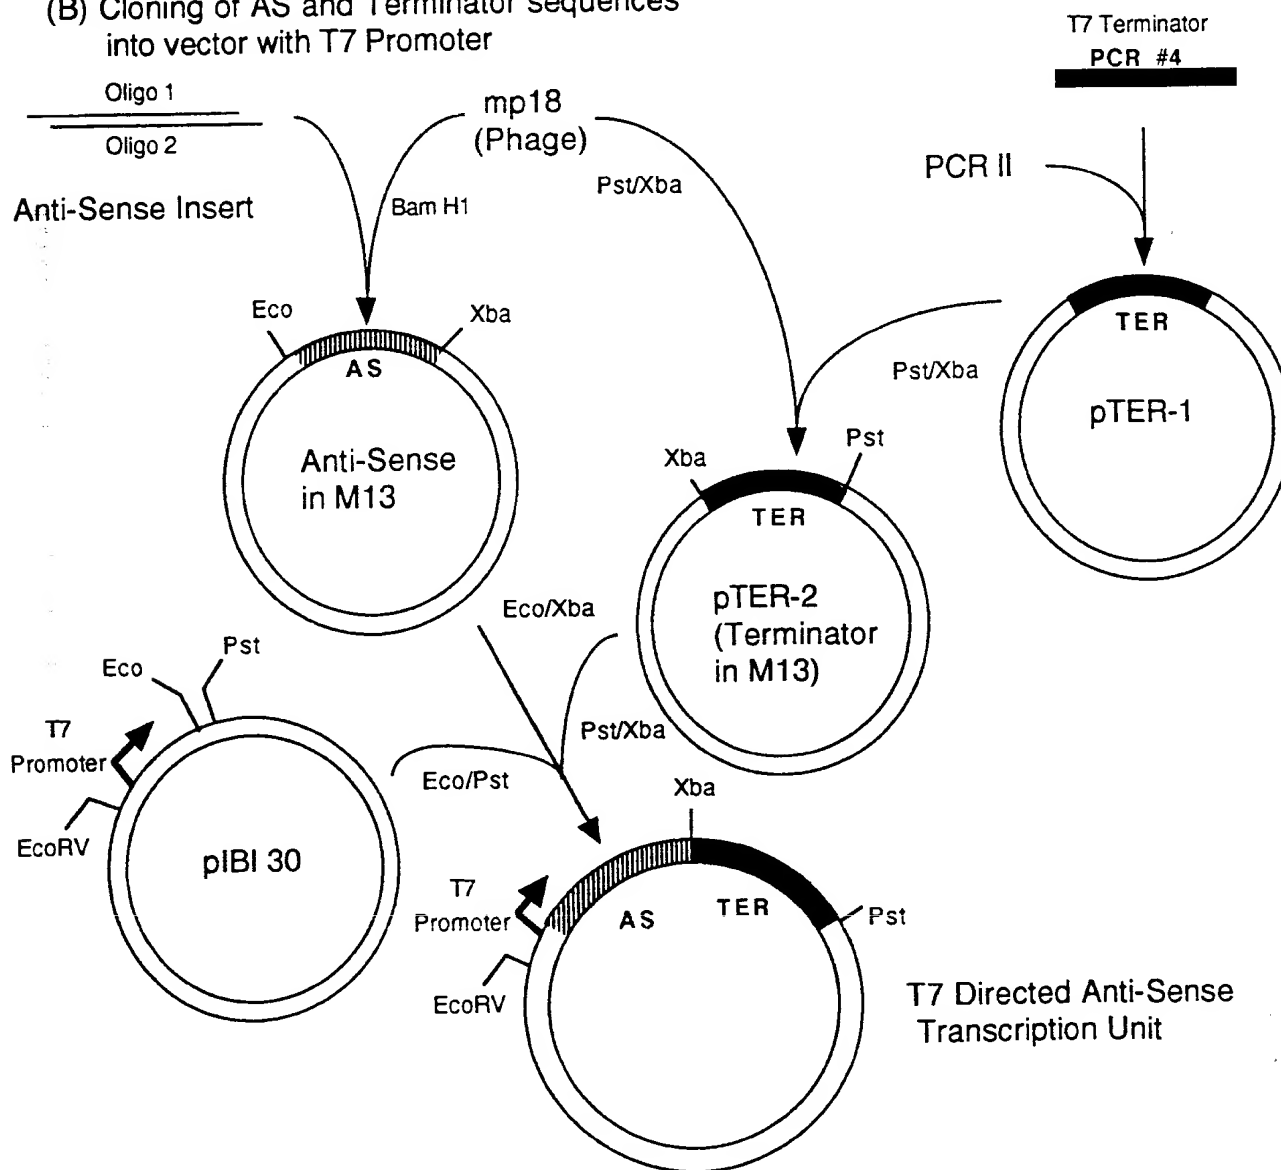 (B) Cloning of AS and Terminator sequences
into vector with T7 Promoter
T7 Terminator
PCR #4
Oligo 1
Oligo 2
mp18
(Phage)
PCR II
Pst/Xba
Anti-Sense Insert
Bam H1
Eco
Xba
AS
TER
Pst/Xba
pTER-1
Anti-Sense
in M13
Xba
Pst
TER
pTER-2
(Terminator
in M13)
Eco/Xba
Pst/Xba
Eco
Pst
T7
Promoter
EcoRV
pIBI 30
Eco/Pst
Xba
T7
Promoter
AS
TER
Pst
EcoRV
T7 Directed Anti-Sense
Transcription Unit